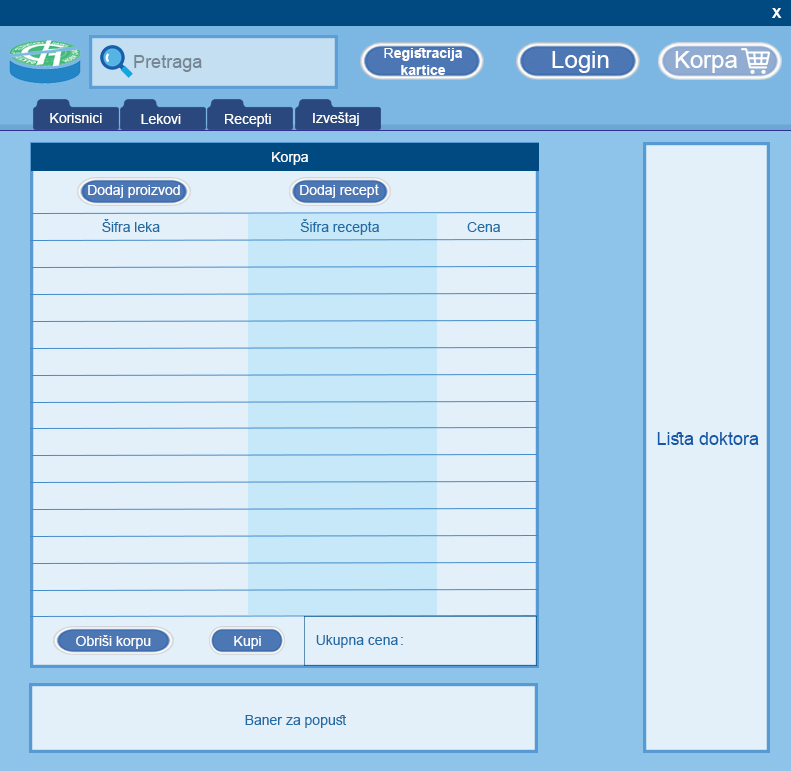 x
Pretraga
Registracija
kartice
Login
Korpa
Korisnici
Lekovi
Recepti
Izveštaj
Korpa
Dodaj proizvod
Dodaj recept
Šifra leka
Šifra recepta
Cena
Lista doktora
Obriši korpu
Kupi
Ukupna cena:
Baner za popust